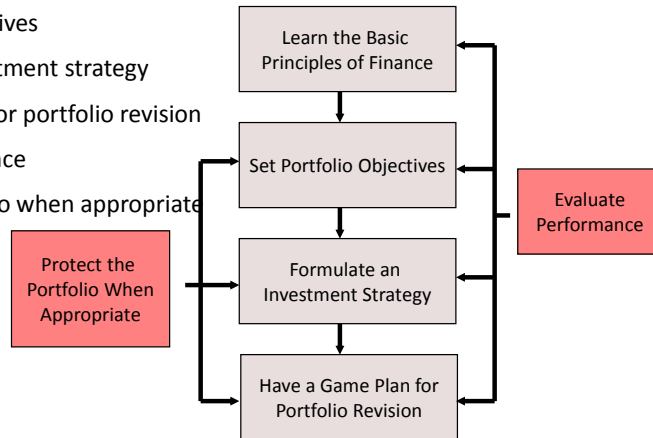 ives
tment strategy
or portfolio revision
nce
o when appropriate
Learn the Basic
Principles of Finance
Set Portfolio Objectives
Formulate an
Investment Strategy
Have a Game Plan for
Portfolio Revision
Protect the
Portfolio When
Appropriate
Evaluate
Performance